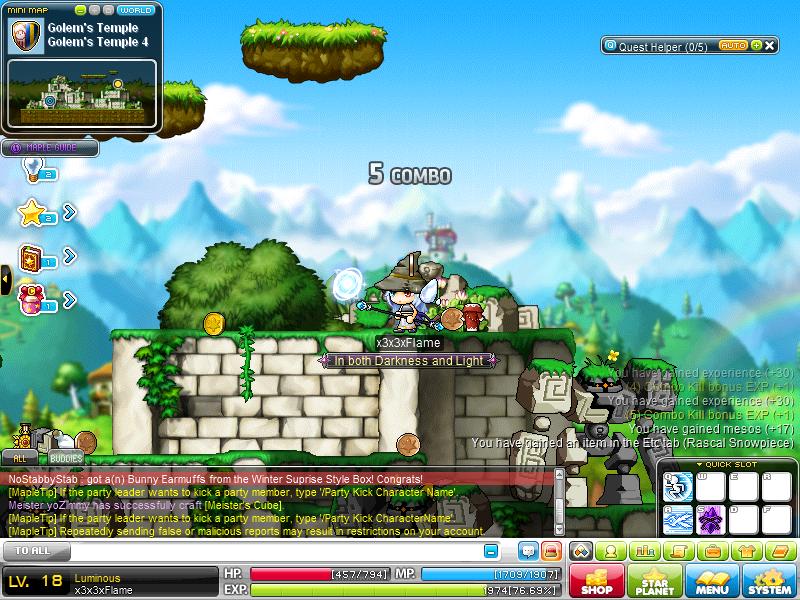 MINI MAP
WORLD
Golem's Temple
Golem's Temple 4
Quest Helper (0/5)
AUTO
MAPLE GUIDE
2
2
1
1
5 COMBO
x3x3xFlame
In both Darkness and Light
You have gained experience (+30)
Combo Kill bonus EXP (+1)
You have gained experience (+30)
(5) Combo Kill bonus EXP (+1)
You have gained mesos (+17)
You have gained an item in the Etc tab (Rascal Snowpiece)
ALL
BUDDIES
NoStabbyStab : got a(n) Bunny Earmuffs from the Winter Suprise Style Box! Congrats!
[MapleTip] If the party leader wants to kick a party member, type '/Party Kick Character Name'.
Meister yoZimmy has successfully craft [Meister's Cube].
[MapleTip] If the party leader wants to kick a party member, type '/Party Kick CharacterName'.
[MapleTip] Repeatedly sending false or malicious reports may result in restrictions on your account.
QUICK SLOT
TO ALL
LV. 18
Luminous
x3x3xFlame
HP. [457/794]
MP. [1709/1907]
EXP. 974[76.69%]
SHOP
STAR PLANET
MENU
SYSTEM